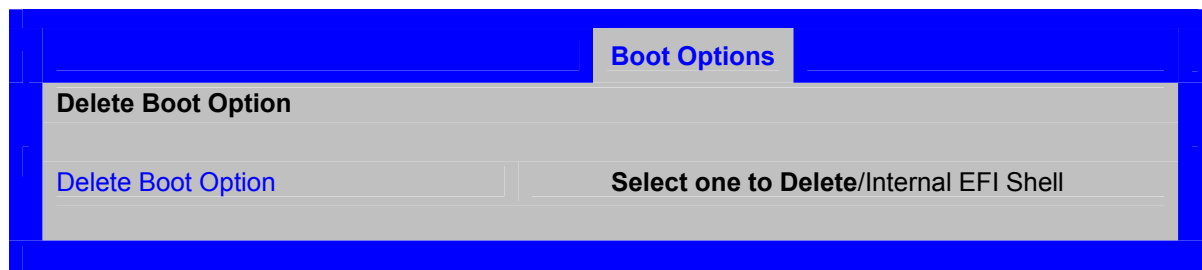 Boot Options
Delete Boot Option
Delete Boot Option Select one to Delete/Internal EFI Shell